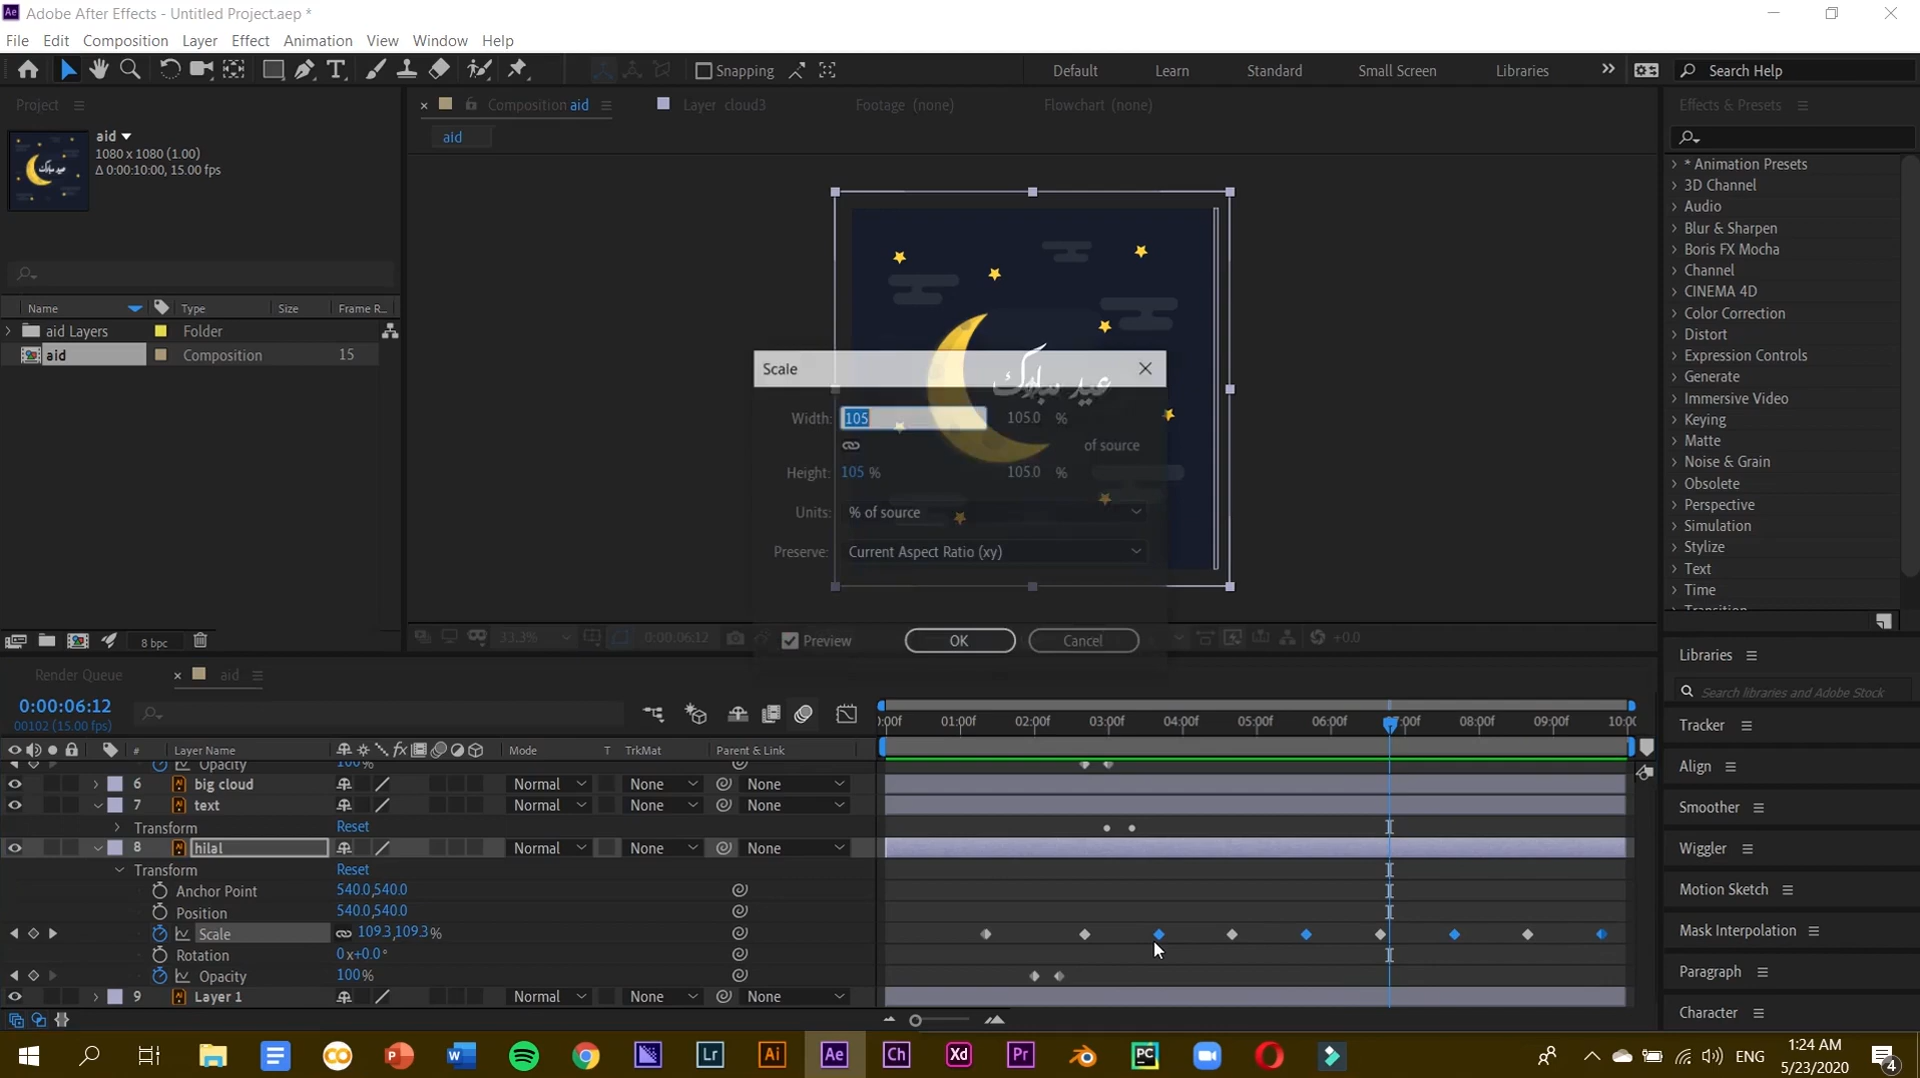 Adobe After Effects - Untitled Project.aep *
File Edit Composition Layer Effect Animation View Window Help
Snapping Default Learn Standard Small Screen Libraries Search Help
Project
Composition aid Layer cloud3 Footage (none) Flowchart (none)
Effects & Presets
aid
aid
1080 x 1080 (1.00)
Δ 0:00:10:00, 15.00 fps
Name Type Size Frame R...
aid Layers Folder
aid Composition 15
8 bpc
عيد مبارك
عيد مبارك
Scale
Width: 105 105.0 %
of source
Height: 105 % 105.0 %
Units: % of source
Preserve: Current Aspect Ratio (xy)
Preview OK Cancel
33.3% 0:00:06:12 +0.0
* Animation Presets
3D Channel
Audio
Blur & Sharpen
Boris FX Mocha
Channel
CINEMA 4D
Color Correction
Distort
Expression Controls
Generate
Immersive Video
Keying
Matte
Noise & Grain
Obsolete
Perspective
Simulation
Stylize
Text
Time
Transition
Libraries
Search libraries and Adobe Stock
Tracker
Align
Smoother
Wiggler
Motion Sketch
Mask Interpolation
Paragraph
Character
Render Queue aid
0:00:06:12
00102 (15.00 fps)
:00f 01:00f 02:00f 03:00f 04:00f 05:00f 06:00f 7:00f 08:00f 09:00f 10:00
# Layer Name Mode T TrkMat Parent & Link
Opacity 100%
6 big cloud Normal None None
7 text Normal None None
Transform Reset
8 hilal Normal None None
Transform Reset
Anchor Point 540.0,540.0
Position 540.0,540.0
Scale 109.3,109.3%
Rotation 0x+0.0°
Opacity 100%
9 Layer 1 Normal None None
Lr Ai Ae Ch Xd Pr PC
ENG
1:24 AM
5/23/2020
4